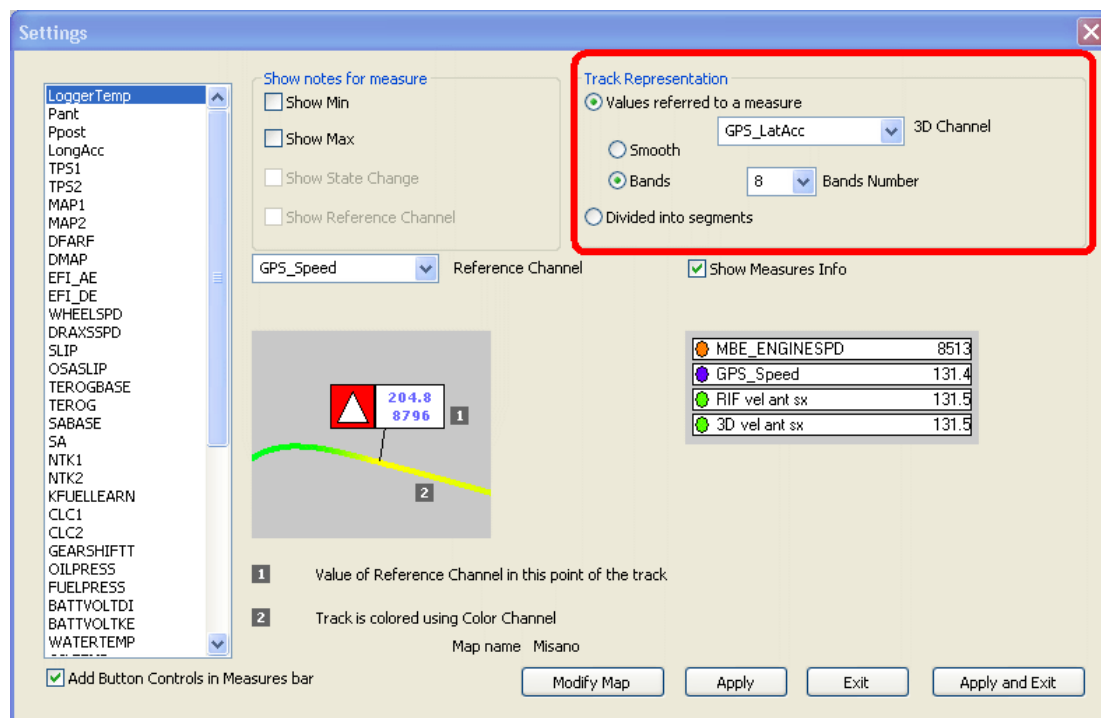 Settings
LoggerTemp
Pant
Ppost
LongAcc
TPS1
TPS2
MAP1
MAP2
DFARF
DMAP
EFI_AE
EFI_DE
WHEELSPD
DRAXSSPD
SLIP
OSASLIP
TEROGBASE
TEROG
SABASE
SA
NTK1
NTK2
KFUELLEARN
CLC1
CLC2
GEARSHIFTT
OILPRESS
FUELPRESS
BATTVOLTDI
BATTVOLTKE
WATERTEMP
Add Button Controls in Measures bar
Show notes for measure
Show Min
Show Max
Show State Change
Show Reference Channel
Track Representation
Values referred to a measure
GPS_LatAcc 3D Channel
Smooth
Bands 8 Bands Number
Divided into segments
GPS_Speed Reference Channel
Show Measures Info
204.8
8796 1
2
MBE_ENGINESPD 8513
GPS_Speed 131.4
RIF vel ant sx 131.5
3D vel ant sx 131.5
1 Value of Reference Channel in this point of the track
2 Track is colored using Color Channel
Map name Misano
Modify Map Apply Exit Apply and Exit